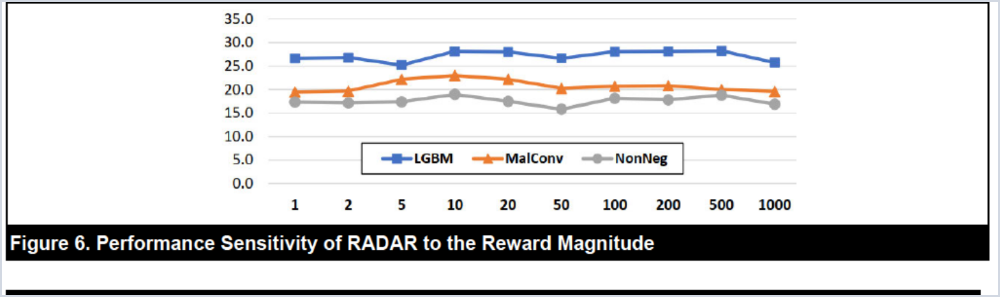 35.0
30.0
25.0
20.0
15.0
10.0
5.0
0.0
LGBM MalConv NonNeg
1 2 5 10 20 50 100 200 500 1000
Figure 6. Performance Sensitivity of RADAR to the Reward Magnitude